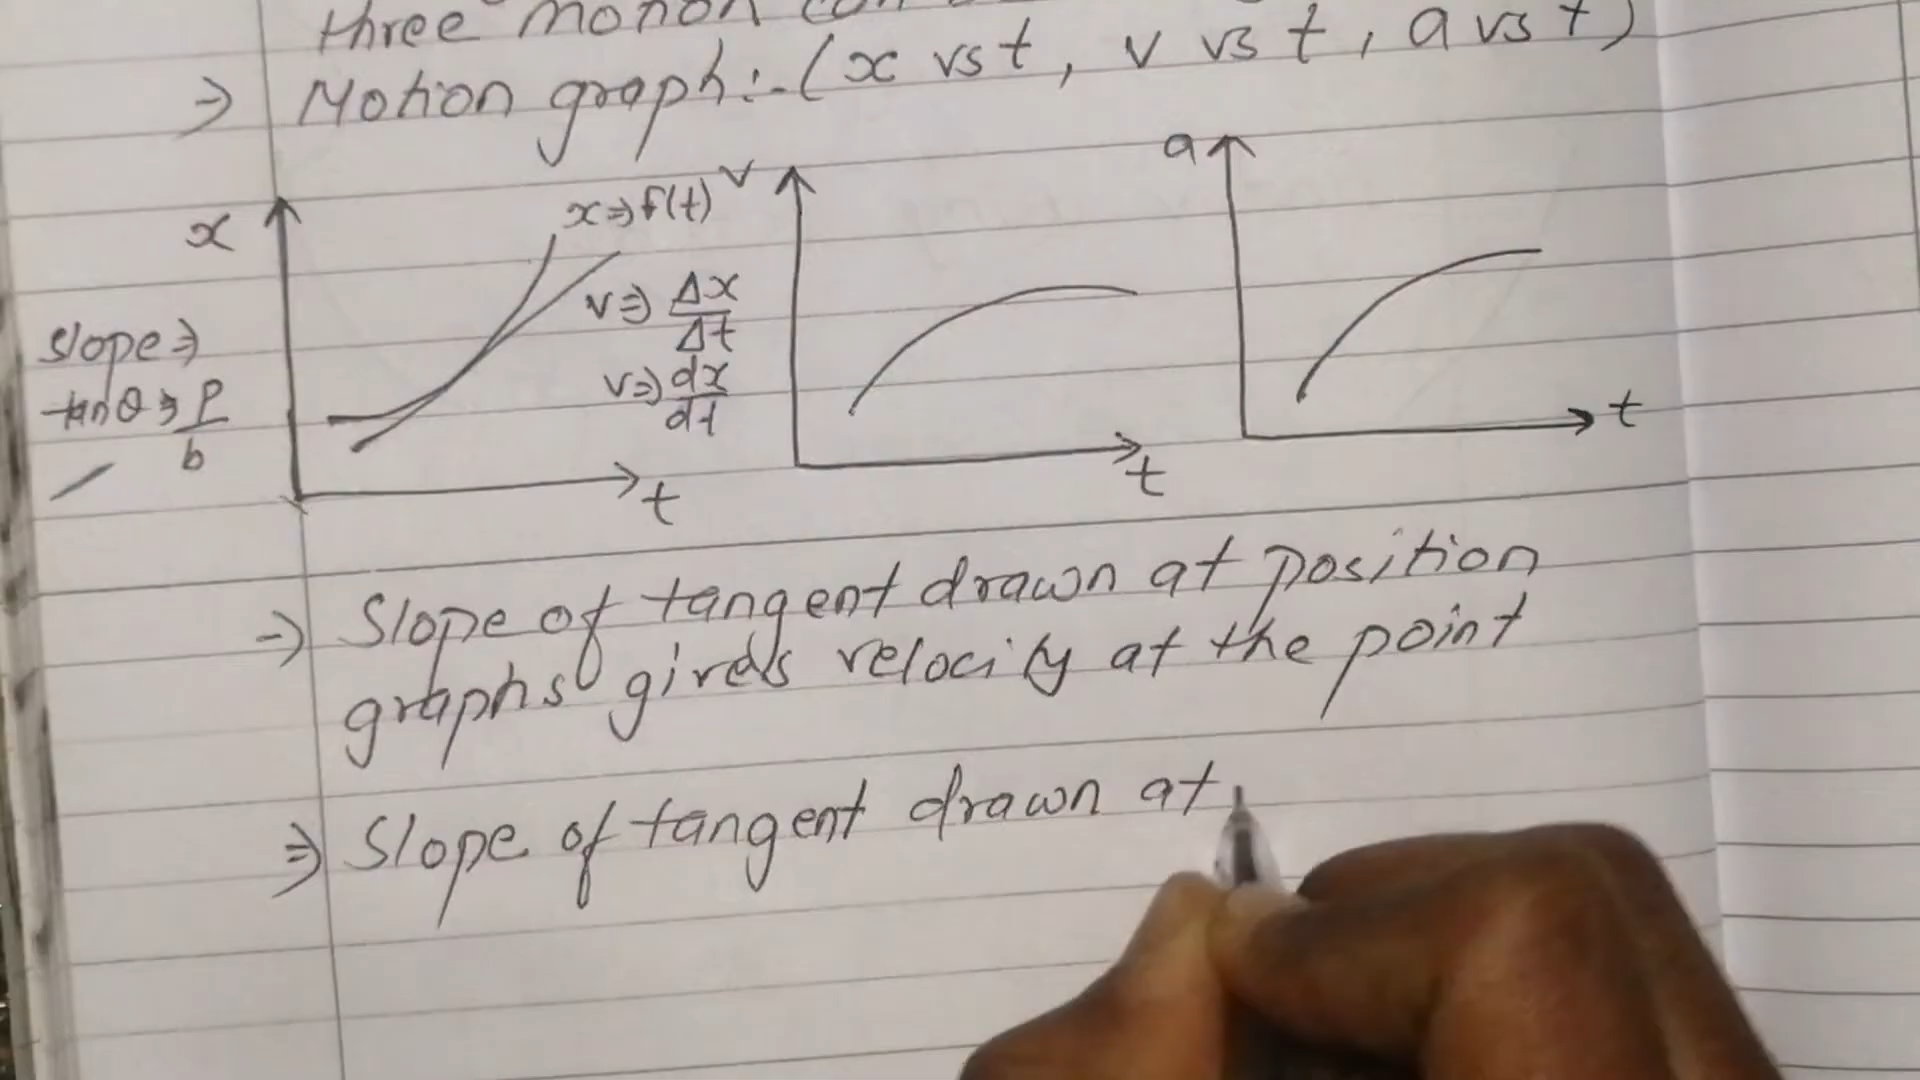 three motion
⇒ Motion graph:-(x vs t, v vs t, a vs t)
x
x⇒f(t)
v⇒ Δx/Δt
v⇒ dx/dt
t
slope⇒
tanθ⇒ P/b
v
t
a
t
→ Slope of tangent drawn at position
graphs gives velocity at the point
⇒ Slope of tangent drawn at